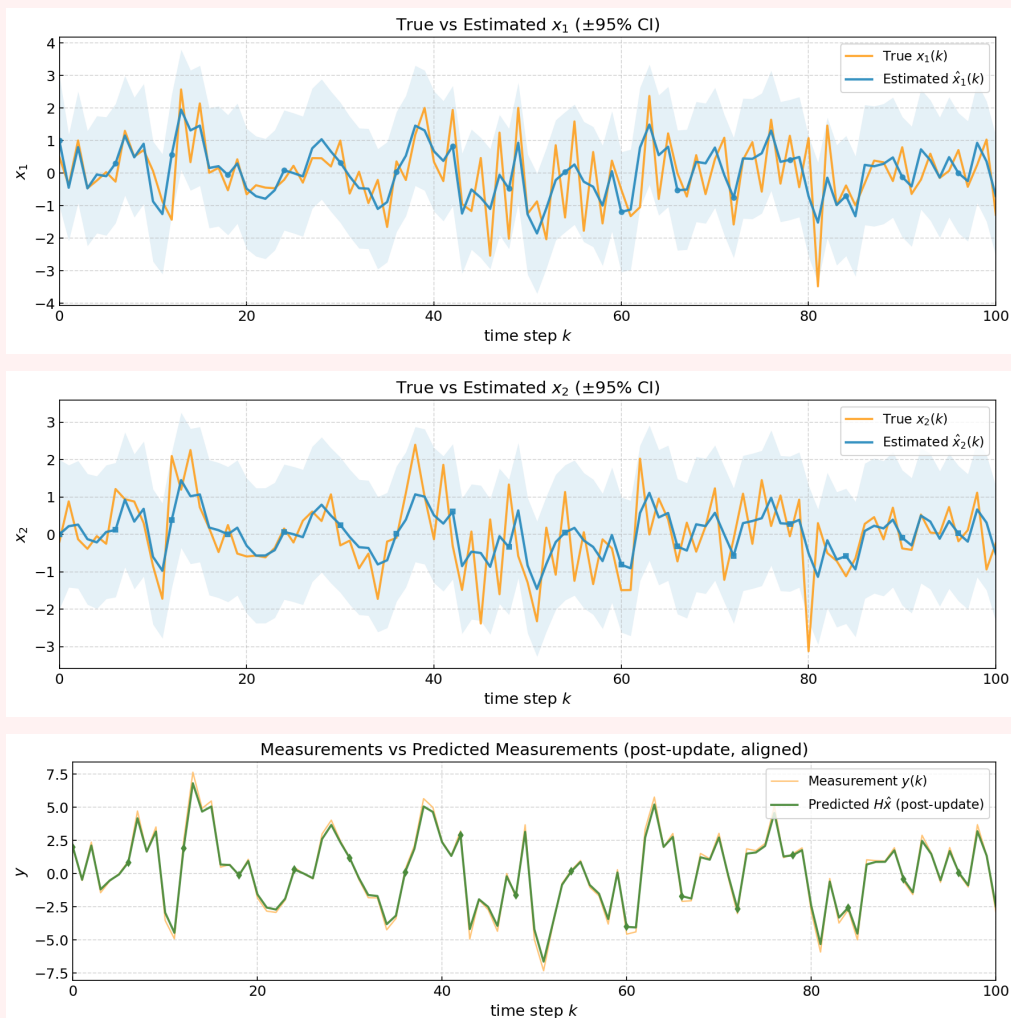 True vs Estimated x₁ (±95% CI)
4
3
2
1
0
−1
−2
−3
−4
x₁
True x₁(k)
Estimated x̂₁(k)
0 20 40 60 80 100
time step k
True vs Estimated x₂ (±95% CI)
3
2
1
0
−1
−2
−3
x₂
True x₂(k)
Estimated x̂₂(k)
0 20 40 60 80 100
time step k
Measurements vs Predicted Measurements (post-update, aligned)
7.5
5.0
2.5
0.0
−2.5
−5.0
−7.5
y
Measurement y(k)
Predicted Hx̂ (post-update)
0 20 40 60 80 100
time step k